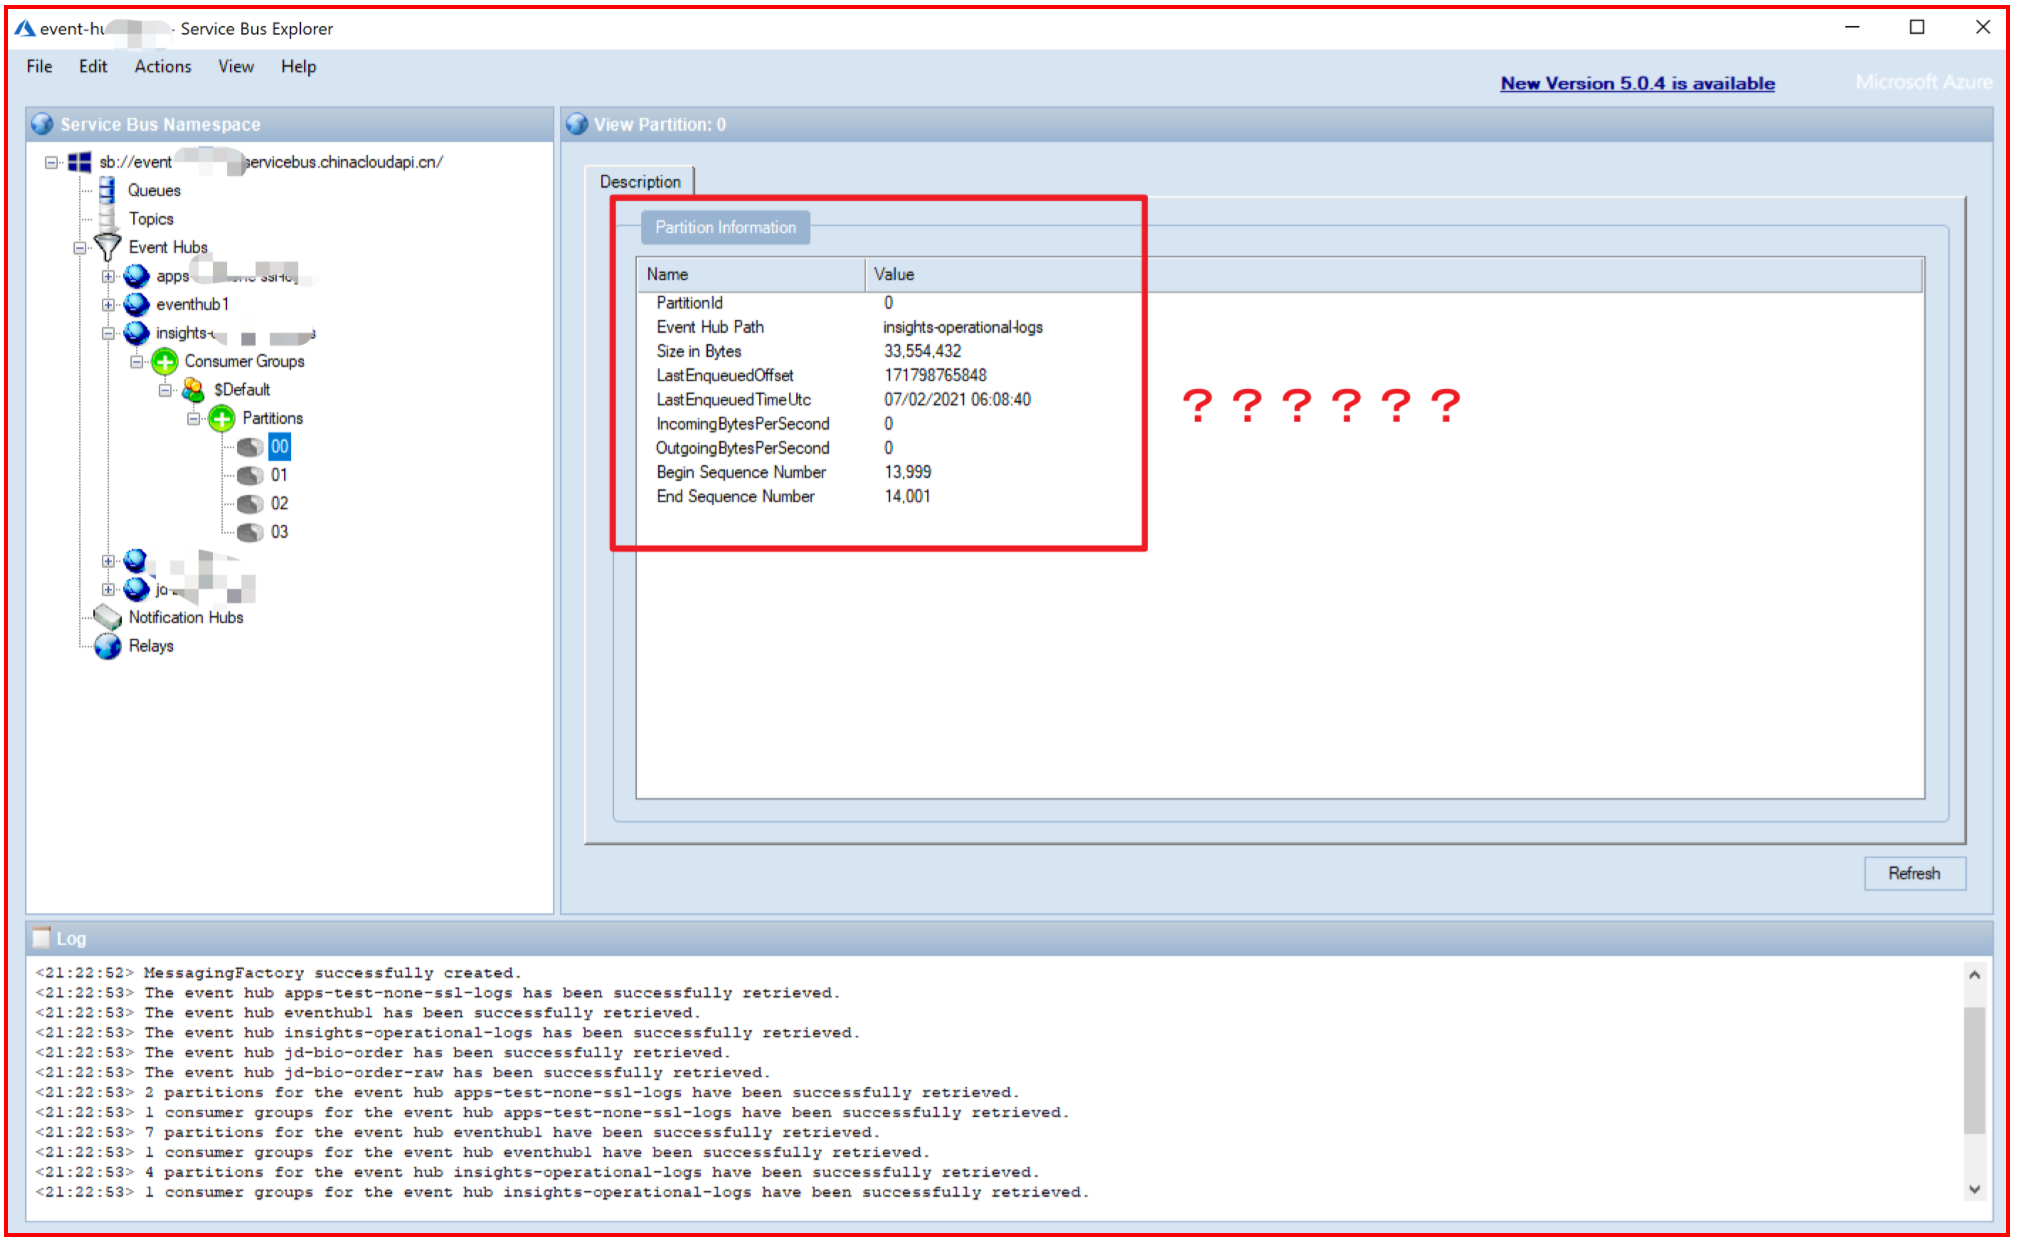 event-hu - Service Bus Explorer
File Edit Actions View Help
New Version 5.0.4 is available
Microsoft Azure
Service Bus Namespace
sb://event servicebus.chinacloudapi.cn/
Queues
Topics
Event Hubs
apps-
eventhub1
insights-
Consumer Groups
$Default
Partitions
00
01
02
03
jd-
Notification Hubs
Relays
View Partition: 0
Description
Partition Information
Name Value
PartitionId 0
Event Hub Path insights-operational-logs
Size in Bytes 33,554,432
LastEnqueuedOffset 171798765848
LastEnqueuedTimeUtc 07/02/2021 06:08:40
IncomingBytesPerSecond 0
OutgoingBytesPerSecond 0
Begin Sequence Number 13,999
End Sequence Number 14,001
？？？？？？
Refresh
Log
<21:22:52> MessagingFactory successfully created.
<21:22:53> The event hub apps-test-none-ssl-logs has been successfully retrieved.
<21:22:53> The event hub eventhub1 has been successfully retrieved.
<21:22:53> The event hub insights-operational-logs has been successfully retrieved.
<21:22:53> The event hub jd-bio-order has been successfully retrieved.
<21:22:53> The event hub jd-bio-order-raw has been successfully retrieved.
<21:22:53> 2 partitions for the event hub apps-test-none-ssl-logs have been successfully retrieved.
<21:22:53> 1 consumer groups for the event hub apps-test-none-ssl-logs have been successfully retrieved.
<21:22:53> 7 partitions for the event hub eventhub1 have been successfully retrieved.
<21:22:53> 1 consumer groups for the event hub eventhub1 have been successfully retrieved.
<21:22:53> 4 partitions for the event hub insights-operational-logs have been successfully retrieved.
<21:22:53> 1 consumer groups for the event hub insights-operational-logs have been successfully retrieved.